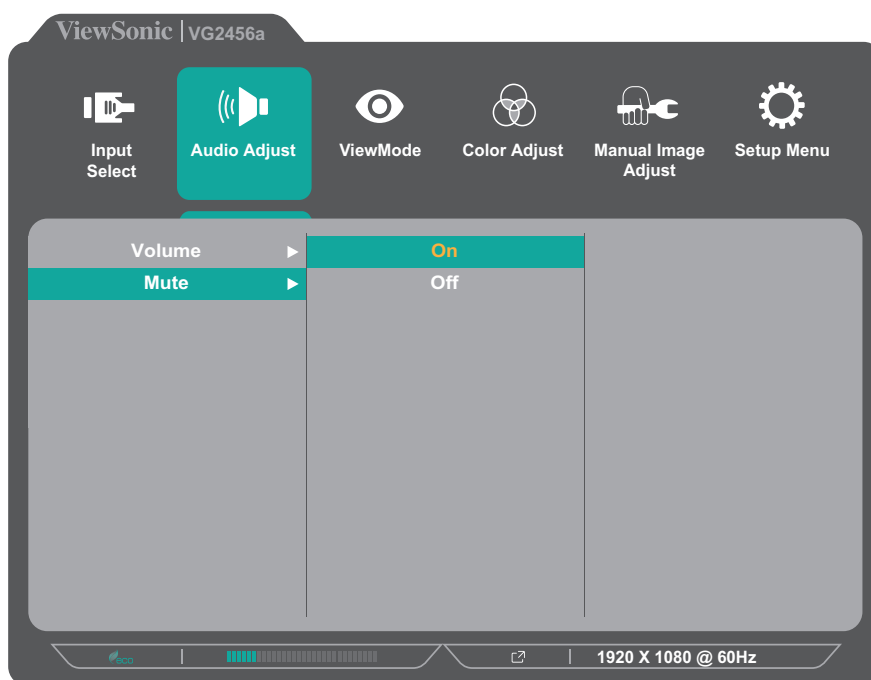 ViewSonic VG2456a
Input Select
Audio Adjust
ViewMode
Color Adjust
Manual Image Adjust
Setup Menu
Volume
On
Mute
Off
eco
1920 X 1080 @ 60Hz